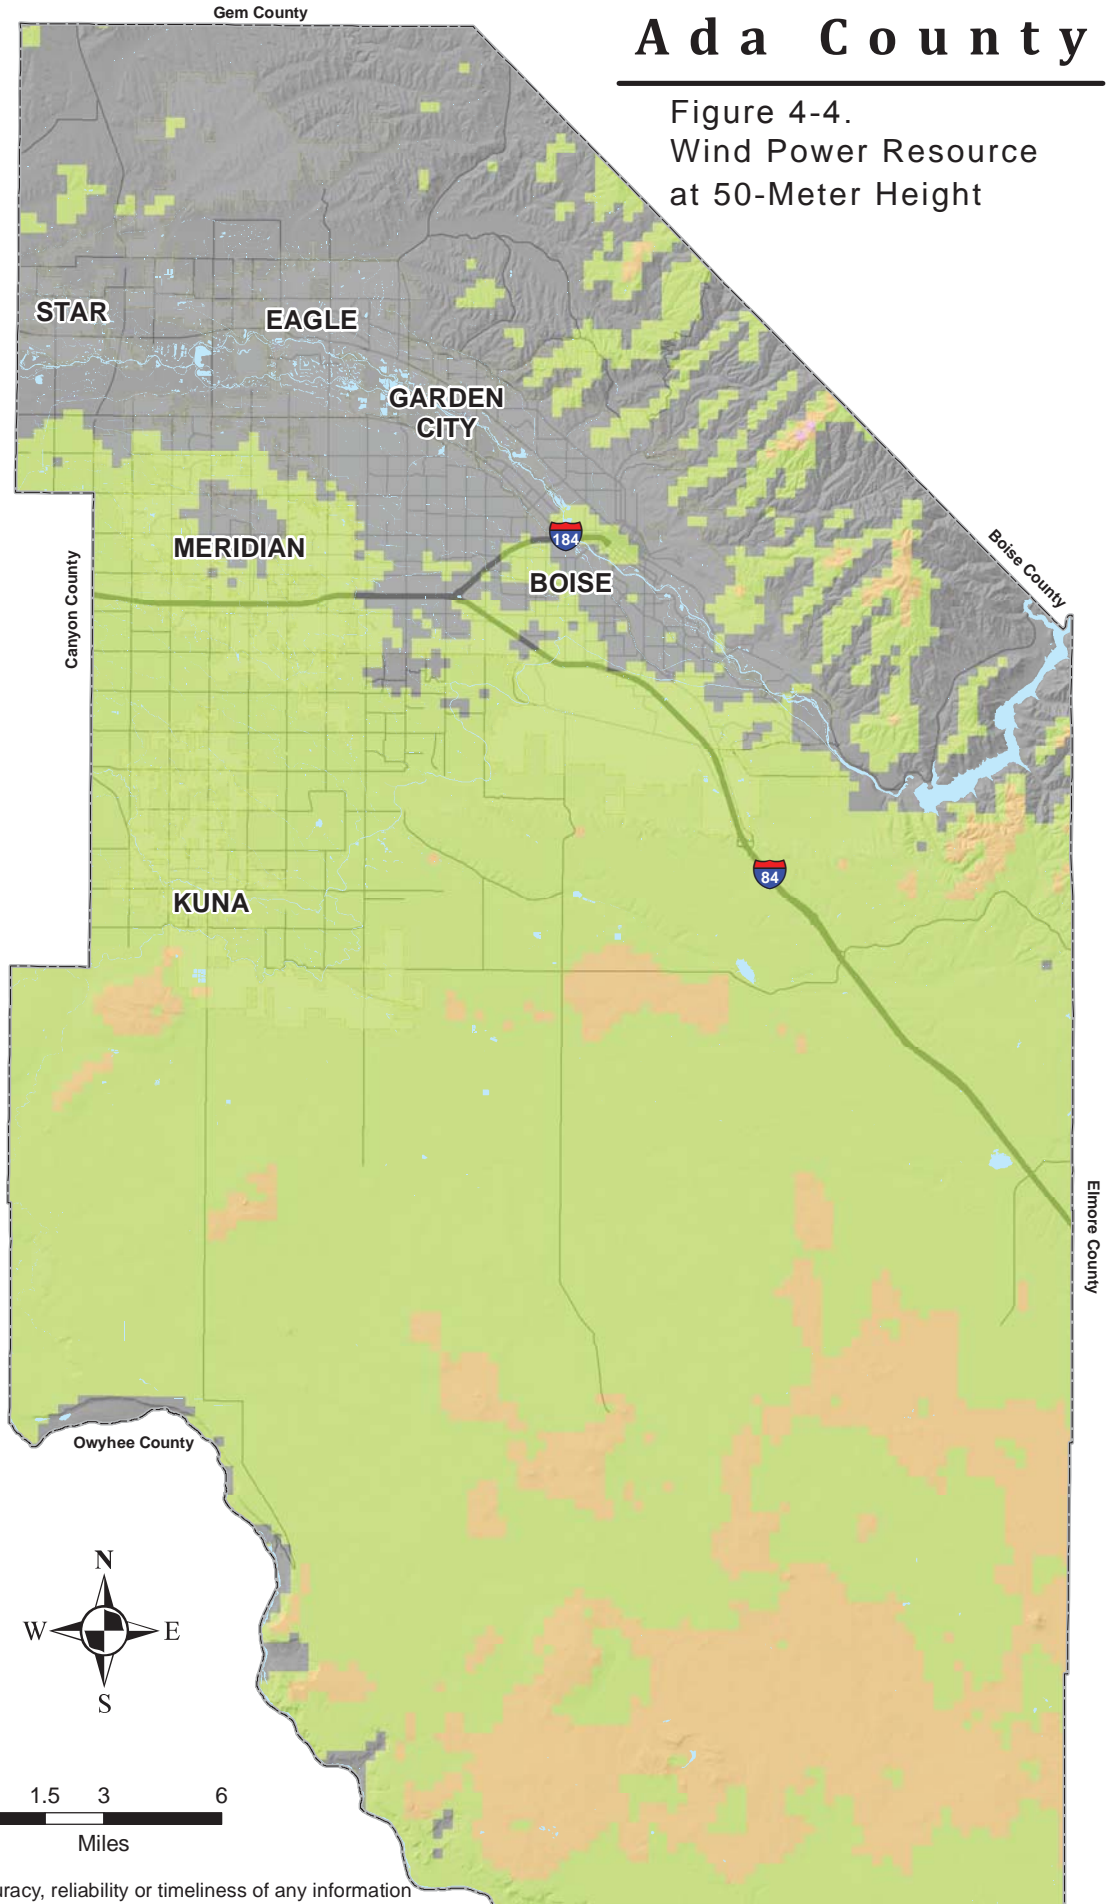 Gem County
Ada County
Figure 4-4.
Wind Power Resource
at 50-Meter Height
STAR
EAGLE
GARDEN
CITY
184
MERIDIAN
BOISE
Boise County
Canyon County
84
KUNA
Elmore County
Owyhee County
N
W E
S
1.5 3 6
Miles
reliability or timeliness of any information